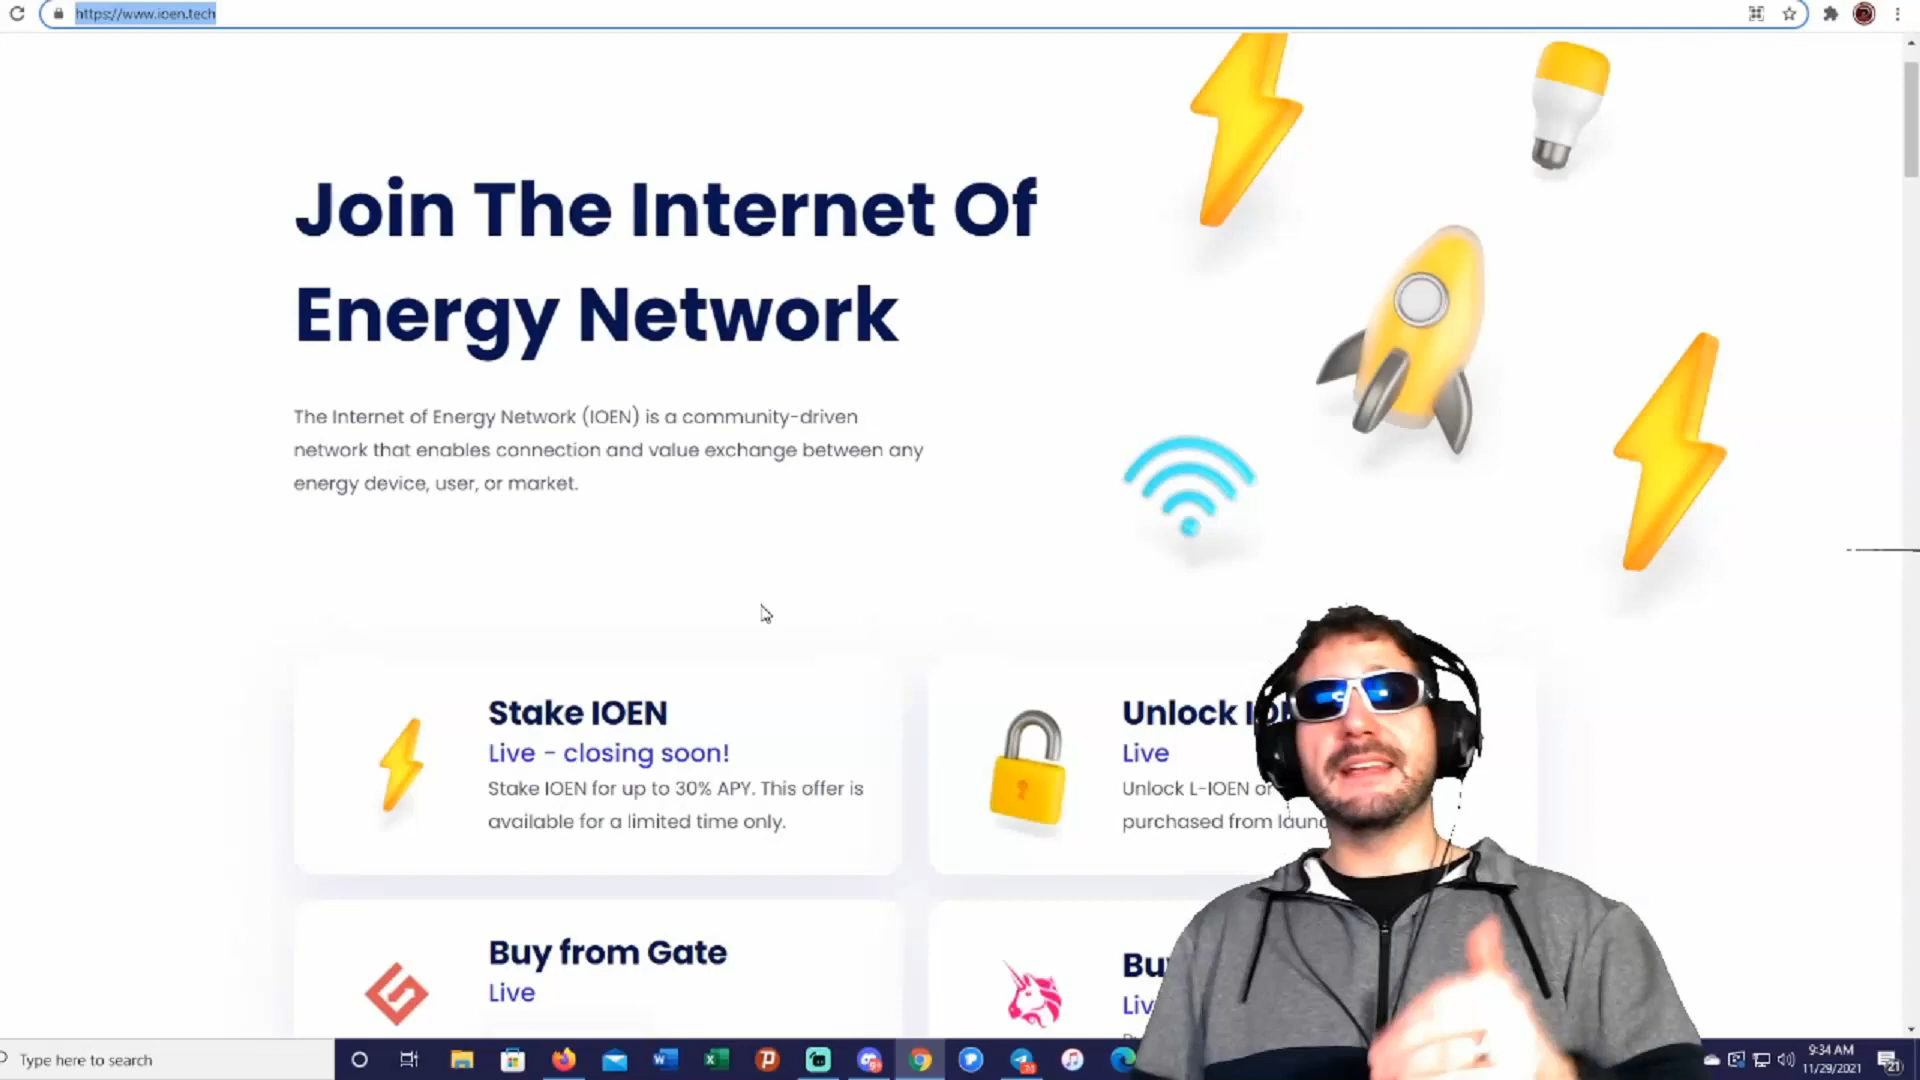 https://www.ioen.tech
Join The Internet Of
Energy Network
The Internet of Energy Network (IOEN) is a community-driven
network that enables connection and value exchange between any
energy device, user, or market.
Stake IOEN
Live - closing soon!
Stake IOEN for up to 30% APY. This offer is
available for a limited time only.
Unlock
Live
Unlock L-IOEN or
purchased from
Buy from Gate
Live
Type here to search
9:34 AM
11/29/2021
21